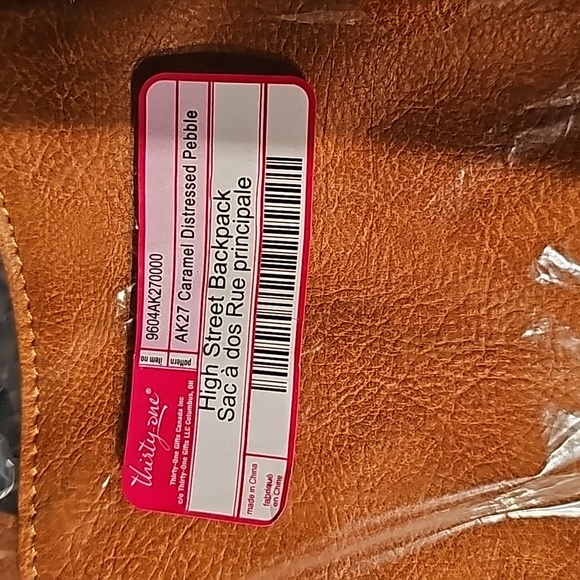 thirty-one®
Thirty-One Gifts Canada Inc
c/o Thirty-One Gifts LLC Columbus, OH
item no
9604AK270000
pattern
AK27 Caramel Distressed Pebble
High Street Backpack
Sac à dos Rue principale
made in China
fabriqué
en Chine